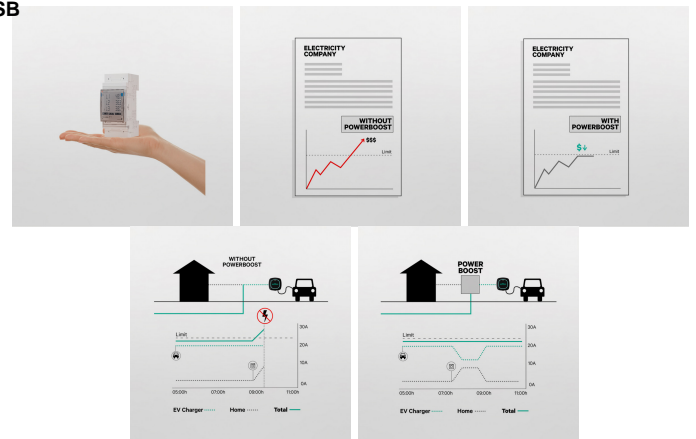 SB
ELECTRICITY
COMPANY
WITHOUT
POWERBOOST
$$$
Limit
ELECTRICITY
COMPANY
WITH
POWERBOOST
$
Limit
WITHOUT
POWERBOOST
Limit
30A
20A
10A
0A
05:00h 07:00h 09:00h 11:00h
EV Charger Home Total
POWER
BOOST
Limit
30A
20A
10A
0A
05:00h 07:00h 09:00h 11:00h
EV Charger Home Total